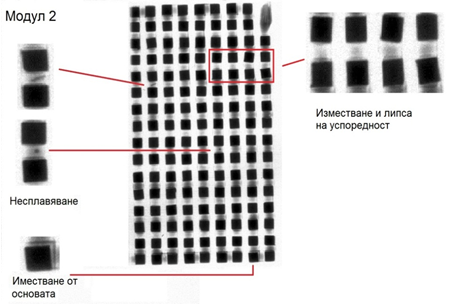 Модул 2
Изместване и липса
на успоредност
Несплавяване
Иместване от
основата